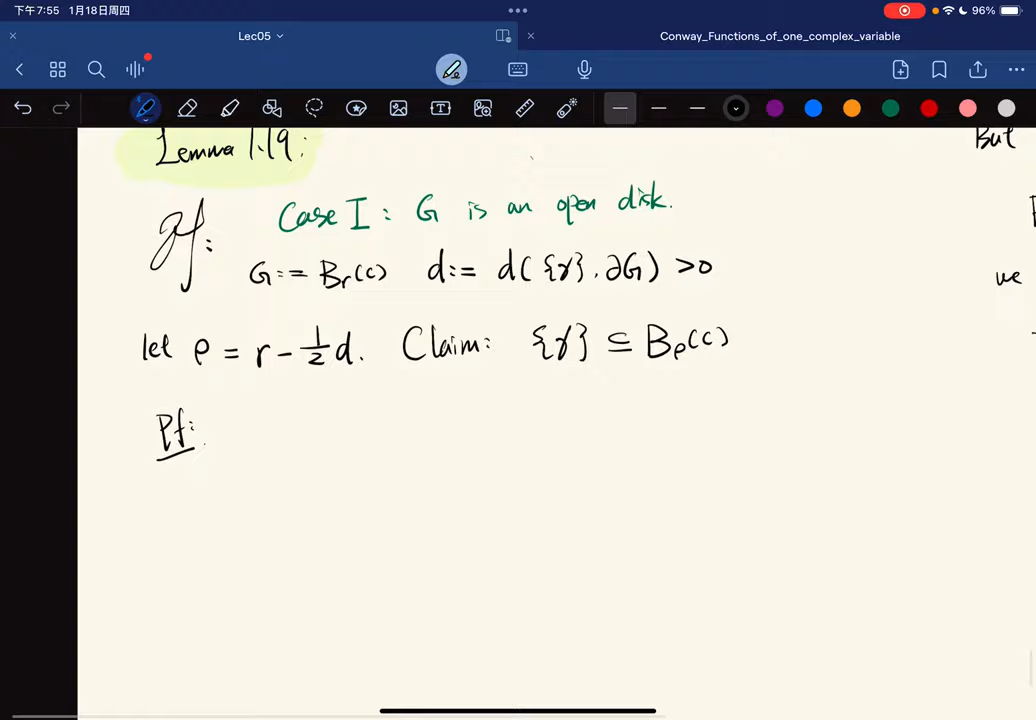 下午7:55 1月18日周四
96%
Lec05
Conway_Functions_of_one_complex_variable
Lemma 1.19:
But
pf:
Case I: G is an open disk.
G := Br(c) d := d({γ}, ∂G) >0
we
let ρ = r - 1/2 d. Claim: {γ} ⊆ Bρ(c)
Pf: